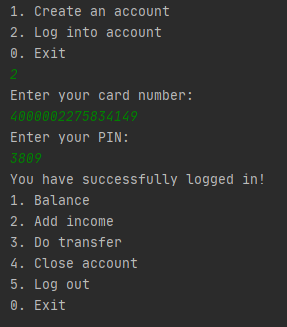 1. Create an account
2. Log into account
0. Exit
2
Enter your card number:
4000002275834149
Enter your PIN:
3809
You have successfully logged in!
1. Balance
2. Add income
3. Do transfer
4. Close account
5. Log out
0. Exit